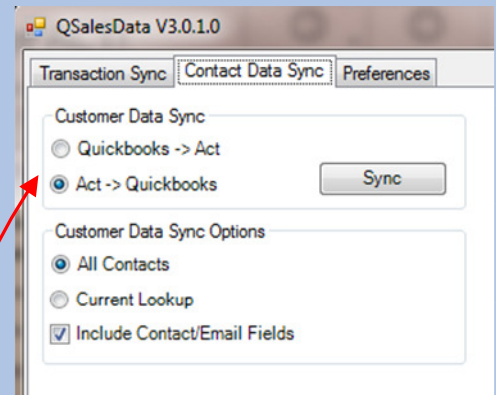 QSalesData V3.0.1.0
Transaction Sync Contact Data Sync Preferences
Customer Data Sync
Quickbooks -> Act
Act -> Quickbooks
Sync
Customer Data Sync Options
All Contacts
Current Lookup
Include Contact/Email Fields